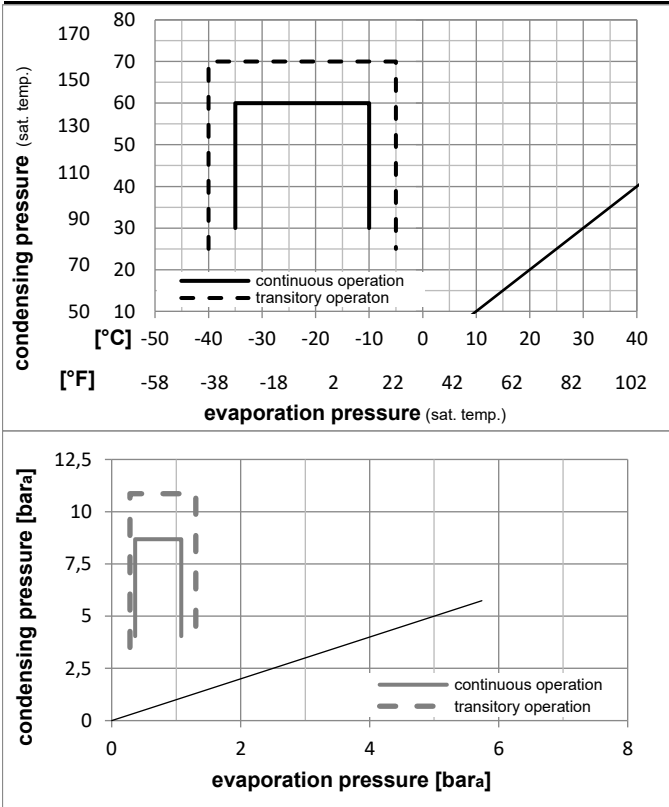 condensing pressure (sat. temp.)
170
150
130
110
90
70
50
80
70
60
50
40
30
20
10
continuous operation
transitory operaton
[°C] -50 -40 -30 -20 -10 0 10 20 30 40
[°F] -58 -38 -18 2 22 42 62 82 102
evaporation pressure (sat. temp.)
condensing pressure [bara]
12,5
10
7,5
5
2,5
0
continuous operation
transitory operation
0 2 4 6 8
evaporation pressure [bara]